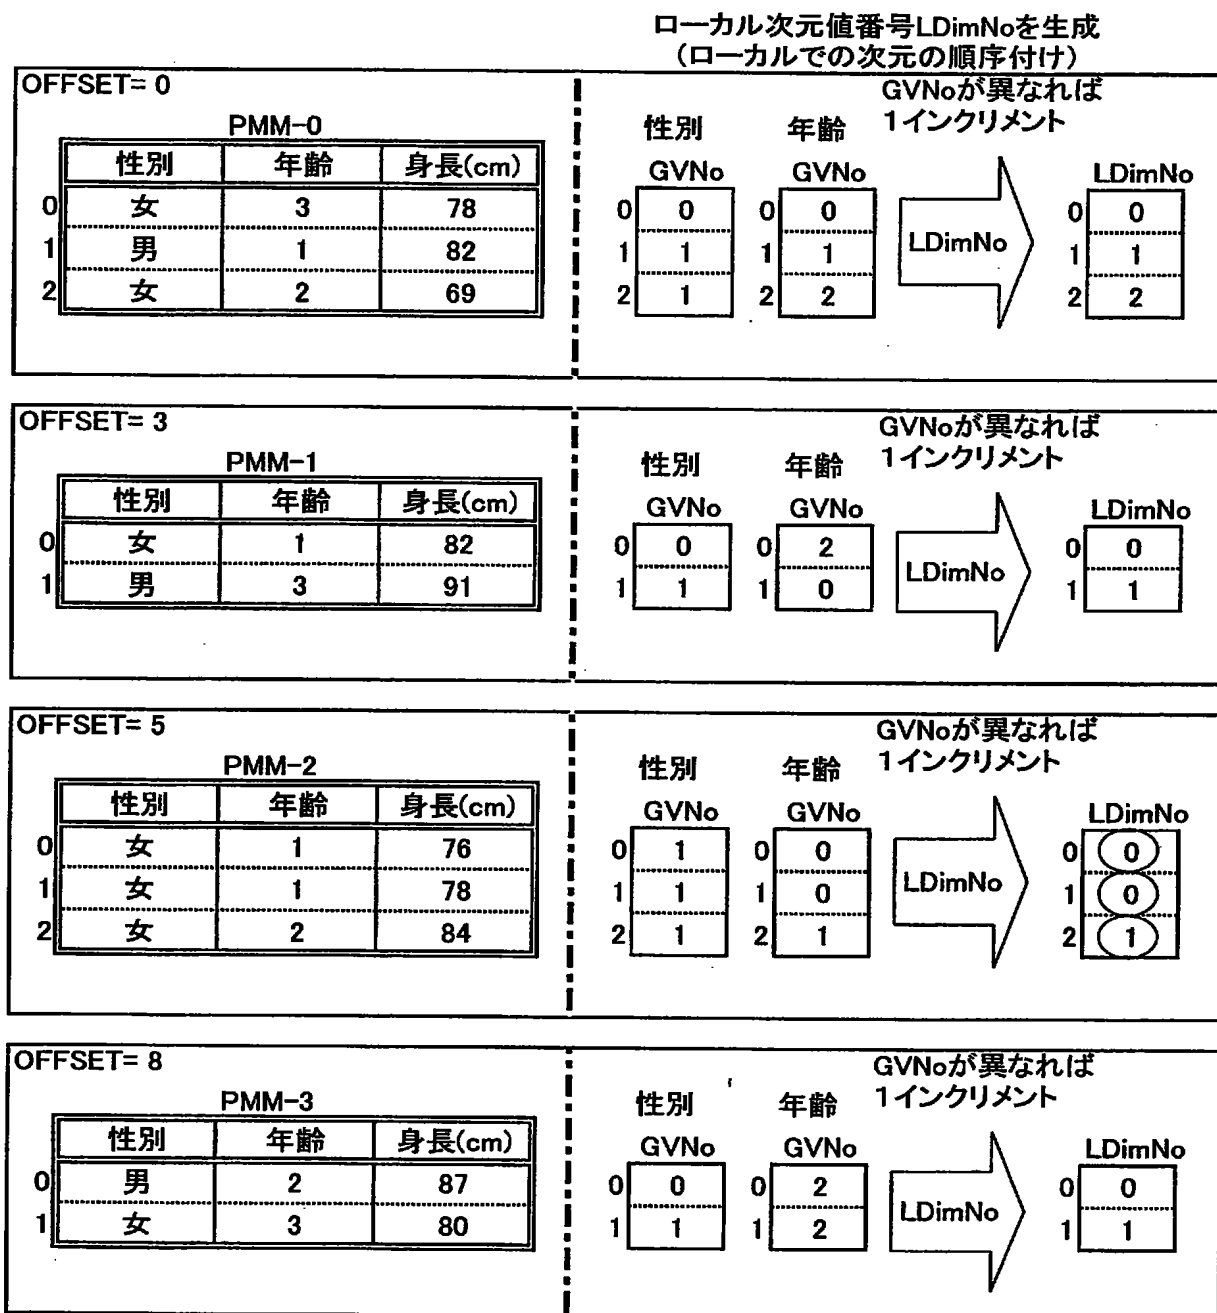 ローカル次元値番号LDimNoを生成
(ローカルでの次元の順序付け)
OFFSET= 0
PMM-0
性別 年齢 身長(cm)
0 女 3 78
1 男 1 82
2 女 2 69
GVNoが異なれば
1インクリメント
性別 年齢
GVNo GVNo LDimNo
0 0 0 0 0 0
1 1 1 1 LDimNo 1 1
2 1 2 2 2 2
OFFSET= 3
PMM-1
性別 年齢 身長(cm)
0 女 1 82
1 男 3 91
GVNoが異なれば
1インクリメント
性別 年齢
GVNo GVNo LDimNo
0 0 0 2 0 0
1 1 1 0 LDimNo 1 1
OFFSET= 5
PMM-2
性別 年齢 身長(cm)
0 女 1 76
1 女 1 78
2 女 2 84
GVNoが異なれば
1インクリメント
性別 年齢
GVNo GVNo LDimNo
0 1 0 0 0 0
1 1 1 0 LDimNo 1 0
2 1 2 1 2 1
OFFSET= 8
PMM-3
性別 年齢 身長(cm)
0 男 2 87
1 女 3 80
GVNoが異なれば
1インクリメント
性別 年齢
GVNo GVNo LDimNo
0 0 0 2 0 0
1 1 1 2 LDimNo 1 1